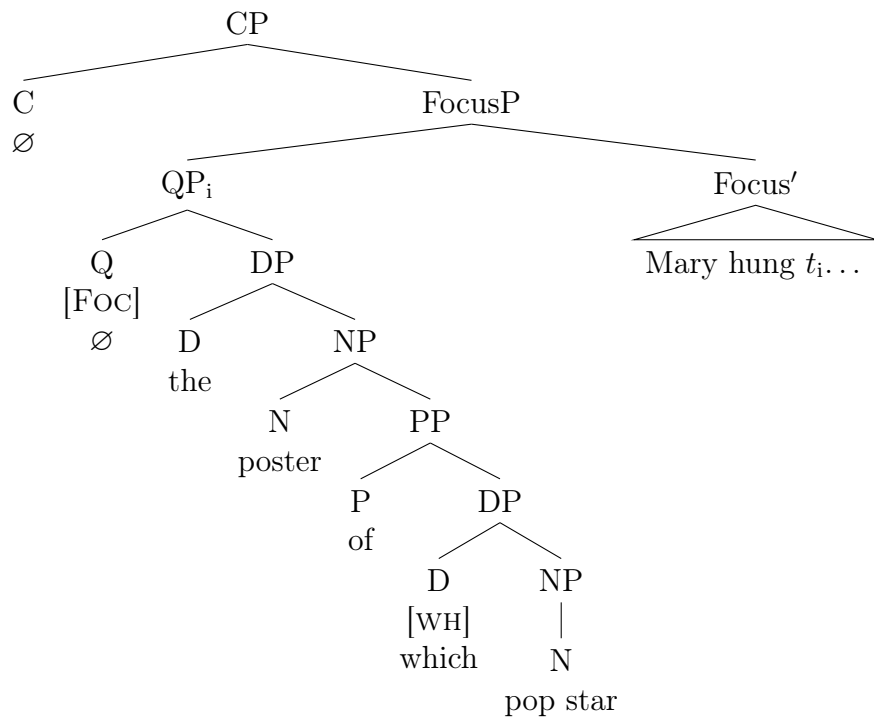 CP
C FocusP
∅
QPi Focus′
Q DP Mary hung ti…
[FOC]
∅ D NP
the
N PP
poster
P DP
of
D NP
[WH]
which N
pop star